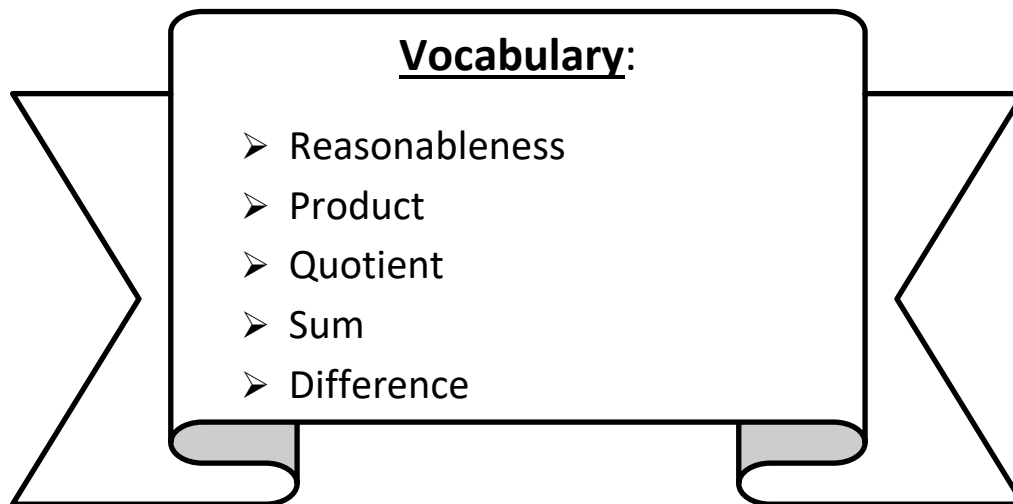 Vocabulary:
➢ Reasonableness
➢ Product
➢ Quotient
➢ Sum
➢ Difference